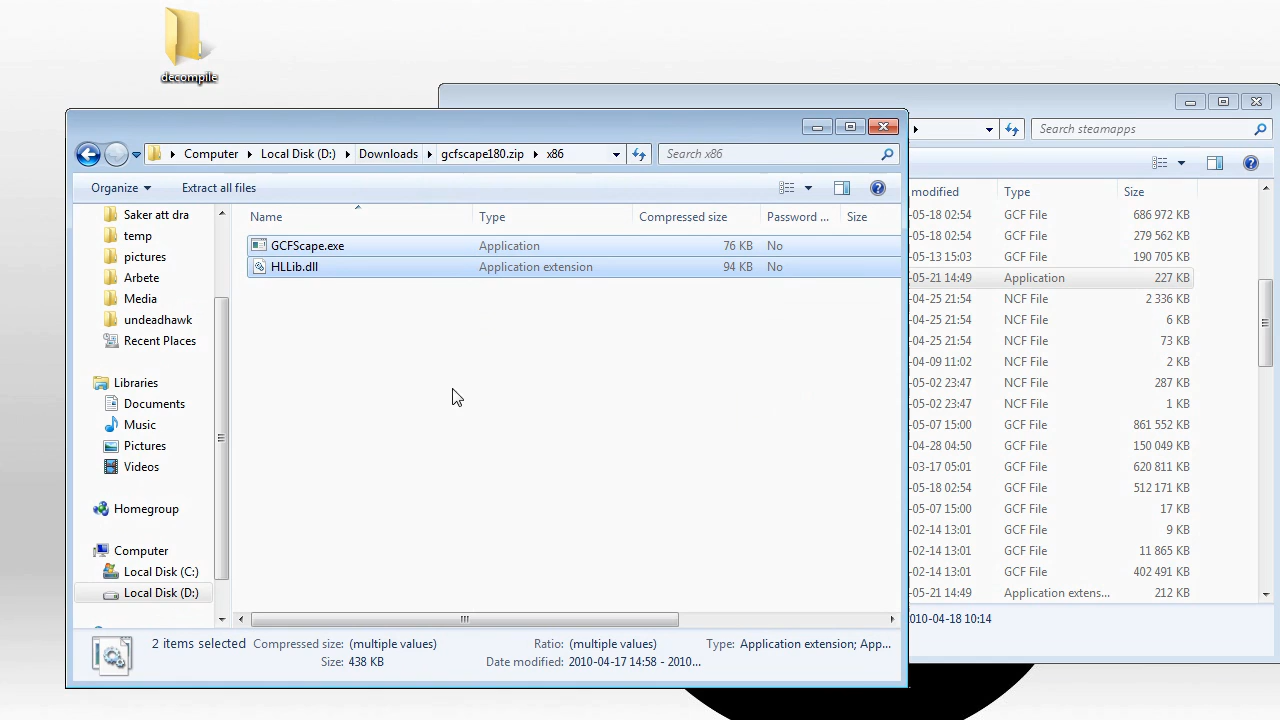 decompile
Computer
Local Disk (D:)
Downloads
gcfscape180.zip
x86
Search x86
Search steamapps
Organize
Extract all files
modified Type Size
-05-18 02:54 GCF File 686 972 KB
-05-18 02:54 GCF File 279 562 KB
-05-13 15:03 GCF File 190 705 KB
-05-21 14:49 Application 227 KB
-04-25 21:54 NCF File 2 336 KB
-04-25 21:54 NCF File 6 KB
-04-25 21:54 NCF File 73 KB
-04-09 11:02 NCF File 2 KB
-05-02 23:47 NCF File 287 KB
-05-02 23:47 NCF File 1 KB
-05-07 15:00 GCF File 861 552 KB
-04-28 04:50 GCF File 150 049 KB
-03-17 05:01 GCF File 620 811 KB
-05-18 02:54 GCF File 512 171 KB
-05-07 15:00 GCF File 17 KB
-02-14 13:01 GCF File 9 KB
-02-14 13:01 GCF File 11 865 KB
-02-14 13:01 GCF File 402 491 KB
-05-21 14:49 Application extens... 212 KB
2010-04-18 10:14
Saker att dra
temp
pictures
Arbete
Media
undeadhawk
Recent Places
Libraries
Documents
Music
Pictures
Videos
Homegroup
Computer
Local Disk (C:)
Local Disk (D:)
Name Type Compressed size Password ... Size
GCFScape.exe Application 76 KB No
HLLib.dll Application extension 94 KB No
2 items selected Compressed size: (multiple values) Ratio: (multiple values) Type: Application extension; App...
Size: 438 KB Date modified: 2010-04-17 14:58 - 2010...